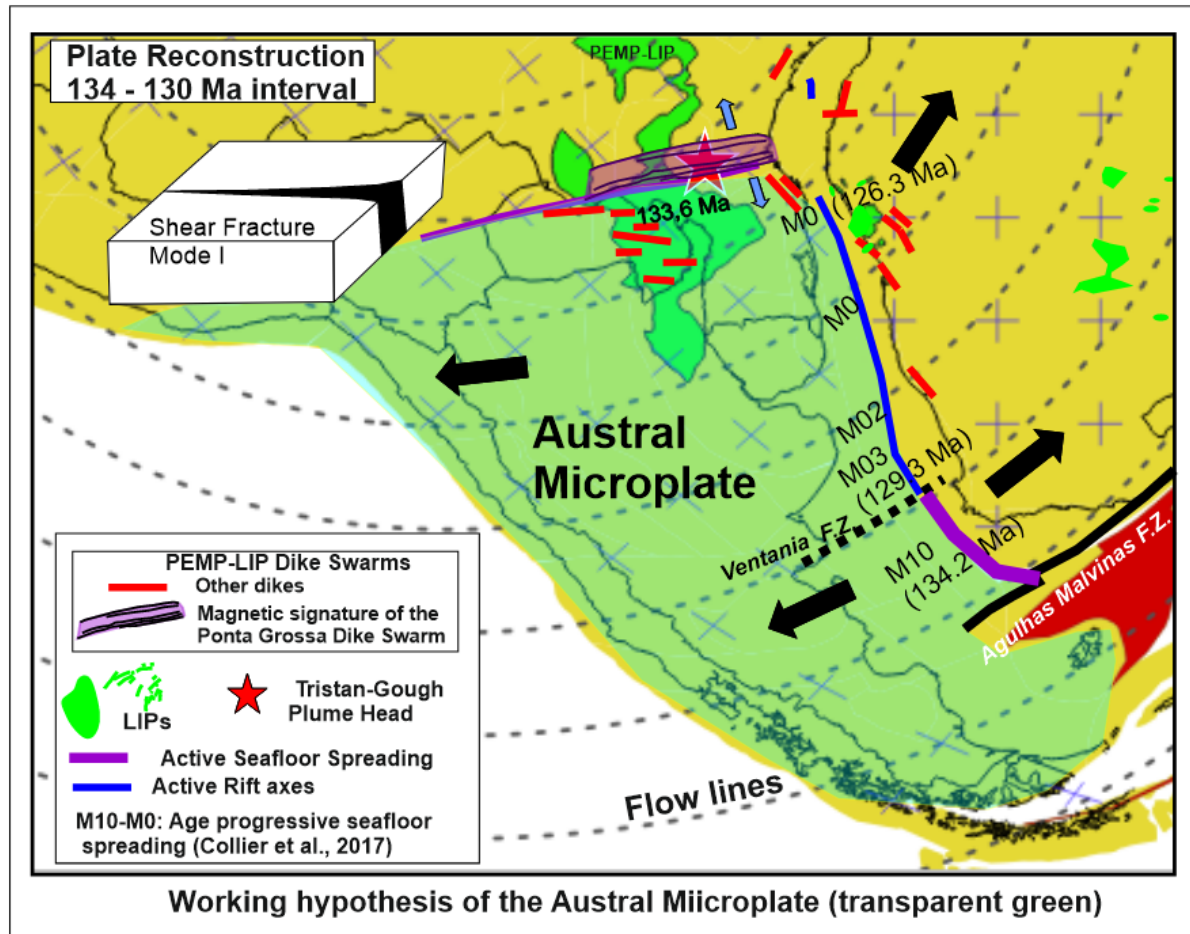 Plate Reconstruction
134 - 130 Ma interval
PEMP-LIP
Shear Fracture
Mode I
133,6 Ma
M0 (126.3 Ma)
M0
M02
M03 (129.3 Ma)
M10
(134.2 Ma)
Austral
Microplate
Ventania F.Z.
Agulhas Malvinas F.Z.
Flow lines
PEMP-LIP Dike Swarms
Other dikes
Magnetic signature of the
Ponta Grossa Dike Swarm
LIPs
Tristan-Gough
Plume Head
Active Seafloor Spreading
Active Rift axes
M10-M0: Age progressive seafloor
spreading (Collier et al., 2017)
Working hypothesis of the Austral Miicroplate (transparent green)